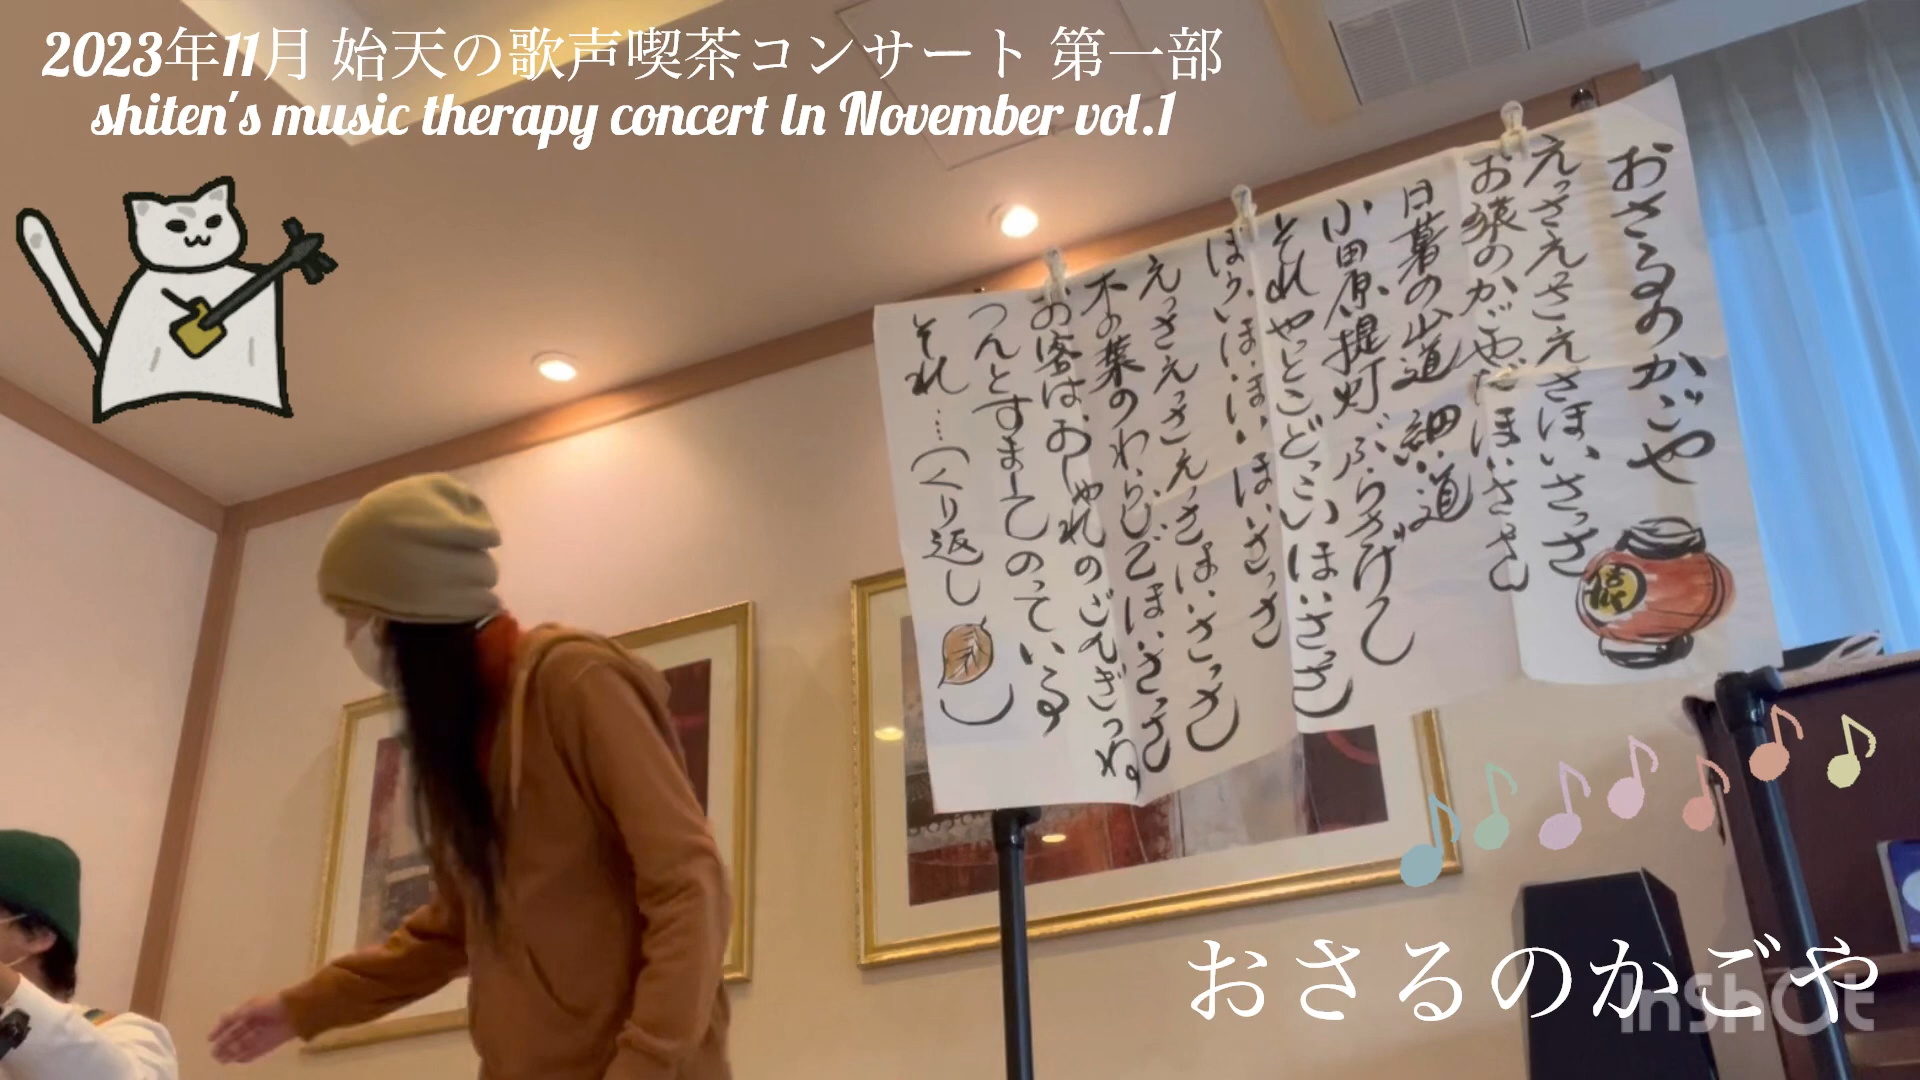 2023年11月 始天の歌声喫茶コンサート 第一部
shiten's music therapy concert In November vol.1
おさるのかごや
えっさえっさえっさほいさっさ
お猿のかごやだほいさっさ
日暮の山道 細い道
小田原提灯ぶらさげて
それやっとこどっこいほいさっさ
ほーいほいほいほいさっさ
えっさえっさえっさほいさっさ
木の葉のわらじでほいさっさ
お客はおしゃれのこんぎつね
つんとすましてのっている
それ…(くり返し)
おさるのかごや
InShOt